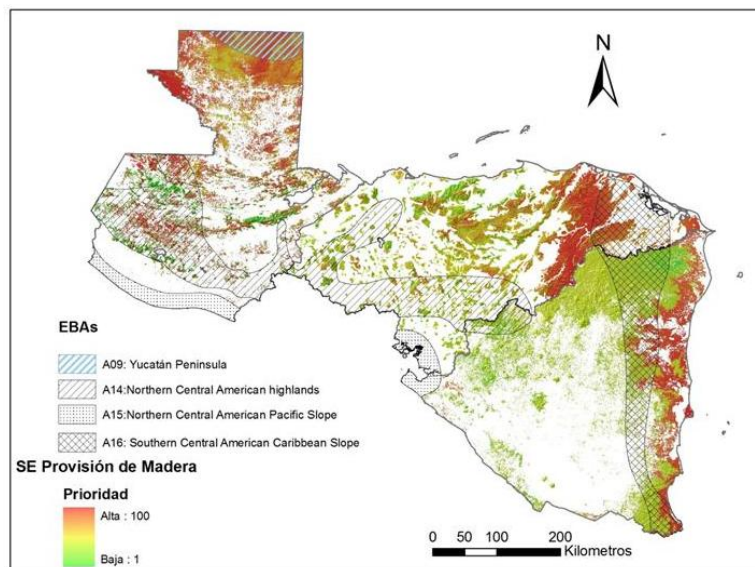 N
EBAs
A09: Yucatán Peninsula
A14:Northern Central American highlands
A15:Northern Central American Pacific Slope
A16: Southern Central American Caribbean Slope
SE Provisión de Madera
Prioridad
Alta : 100
Baja : 1
0 50 100 200
Kilometros